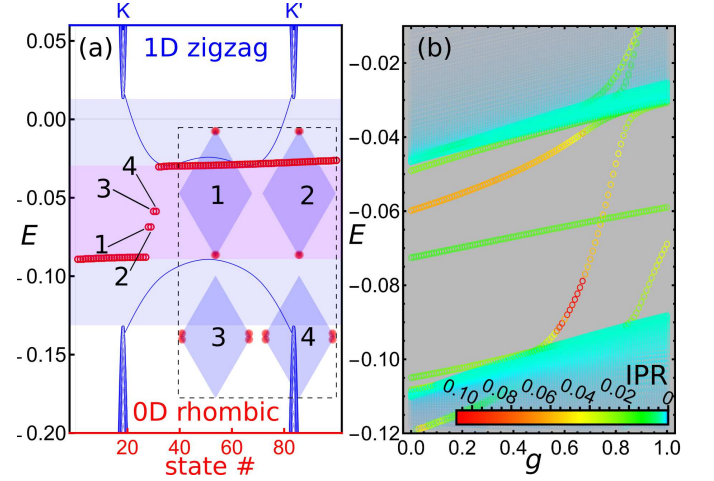 K K'
(a) 1D zigzag
0.05
0.00
-0.05
-0.10
-0.15
-0.20
E
4
3
1
2
1 2
3 4
0D rhombic
20 40 60 80
state #
(b)
-0.02
-0.04
-0.06
-0.08
-0.10
-0.12
E
IPR
0.10 0.08 0.06 0.04 0.02 0
0.0 0.2 0.4 0.6 0.8 1.0
g